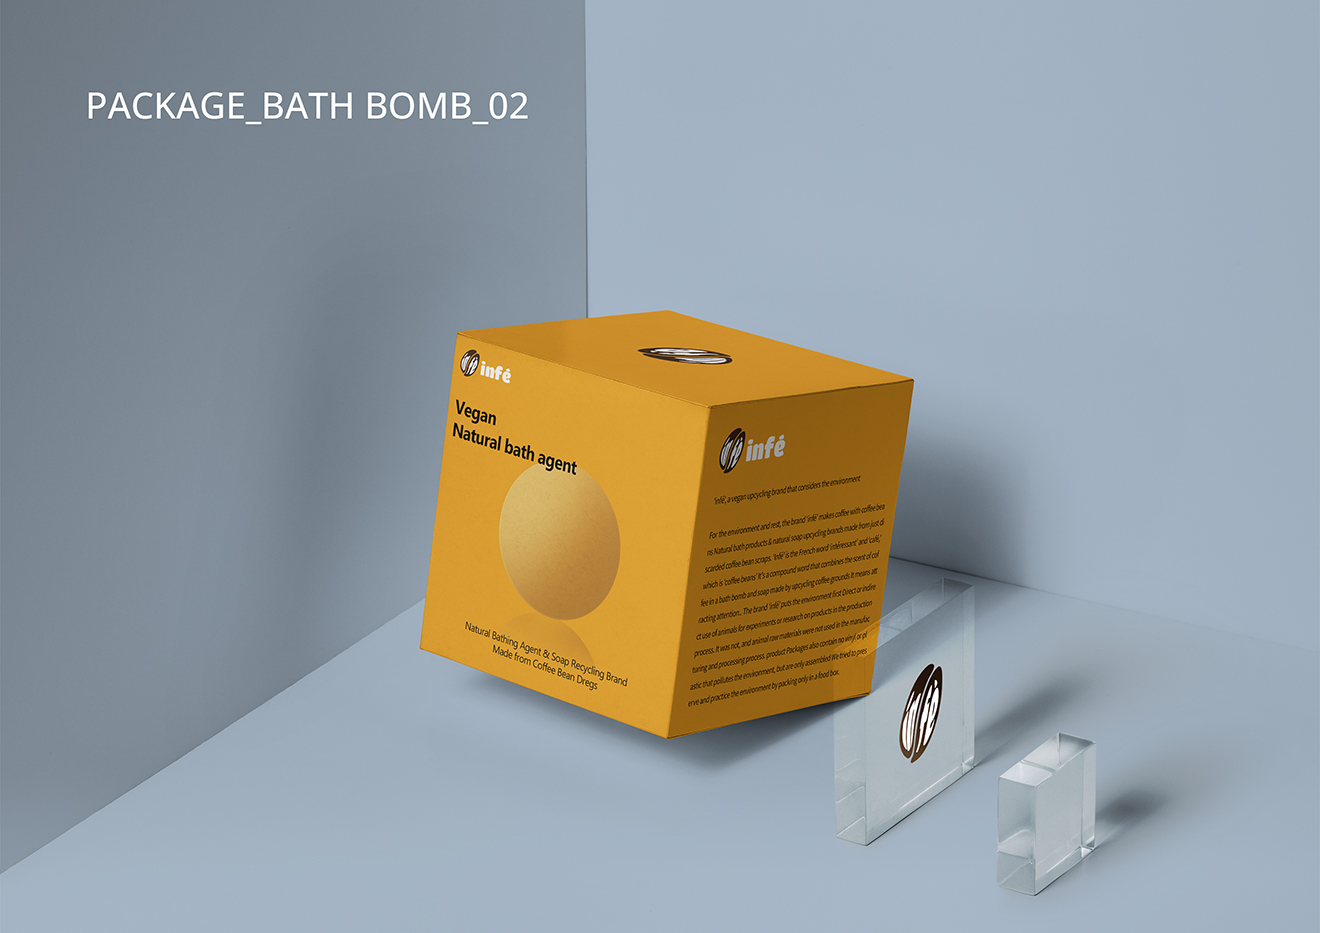 PACKAGE_BATH BOMB_02
infé
infé
Vegan
Natural bath agent
Natural Bathing Agent & Soap Recycling Brand
Made from Coffee Bean Dregs
infé
infé
infé
'infé', a vegan upcycling brand that considers the environment
For the environment and rest, the brand 'infé' makes coffee with coffee bea
ns Natural bath products & natural soap upcycling brands made from just di
scarded coffee bean scraps. 'Infé' is the French word 'intéressant' and 'café,'
which is 'coffee beans' It's a compound word that combines the scent of cof
fee in a bath bomb and soap made by upcycling coffee grounds It means att
racting attention.. The brand 'infé' puts the environment first Direct or indire
ct use of animals for experiments or research on products in the production
process. It was not, and animal raw materials were not used in the manufac
turing and processing process. product Packages also contain no vinyl or pl
astic that pollutes the environment, but are only assembled We tried to pres
erve and practice the environment by packing only in a food box.
infé